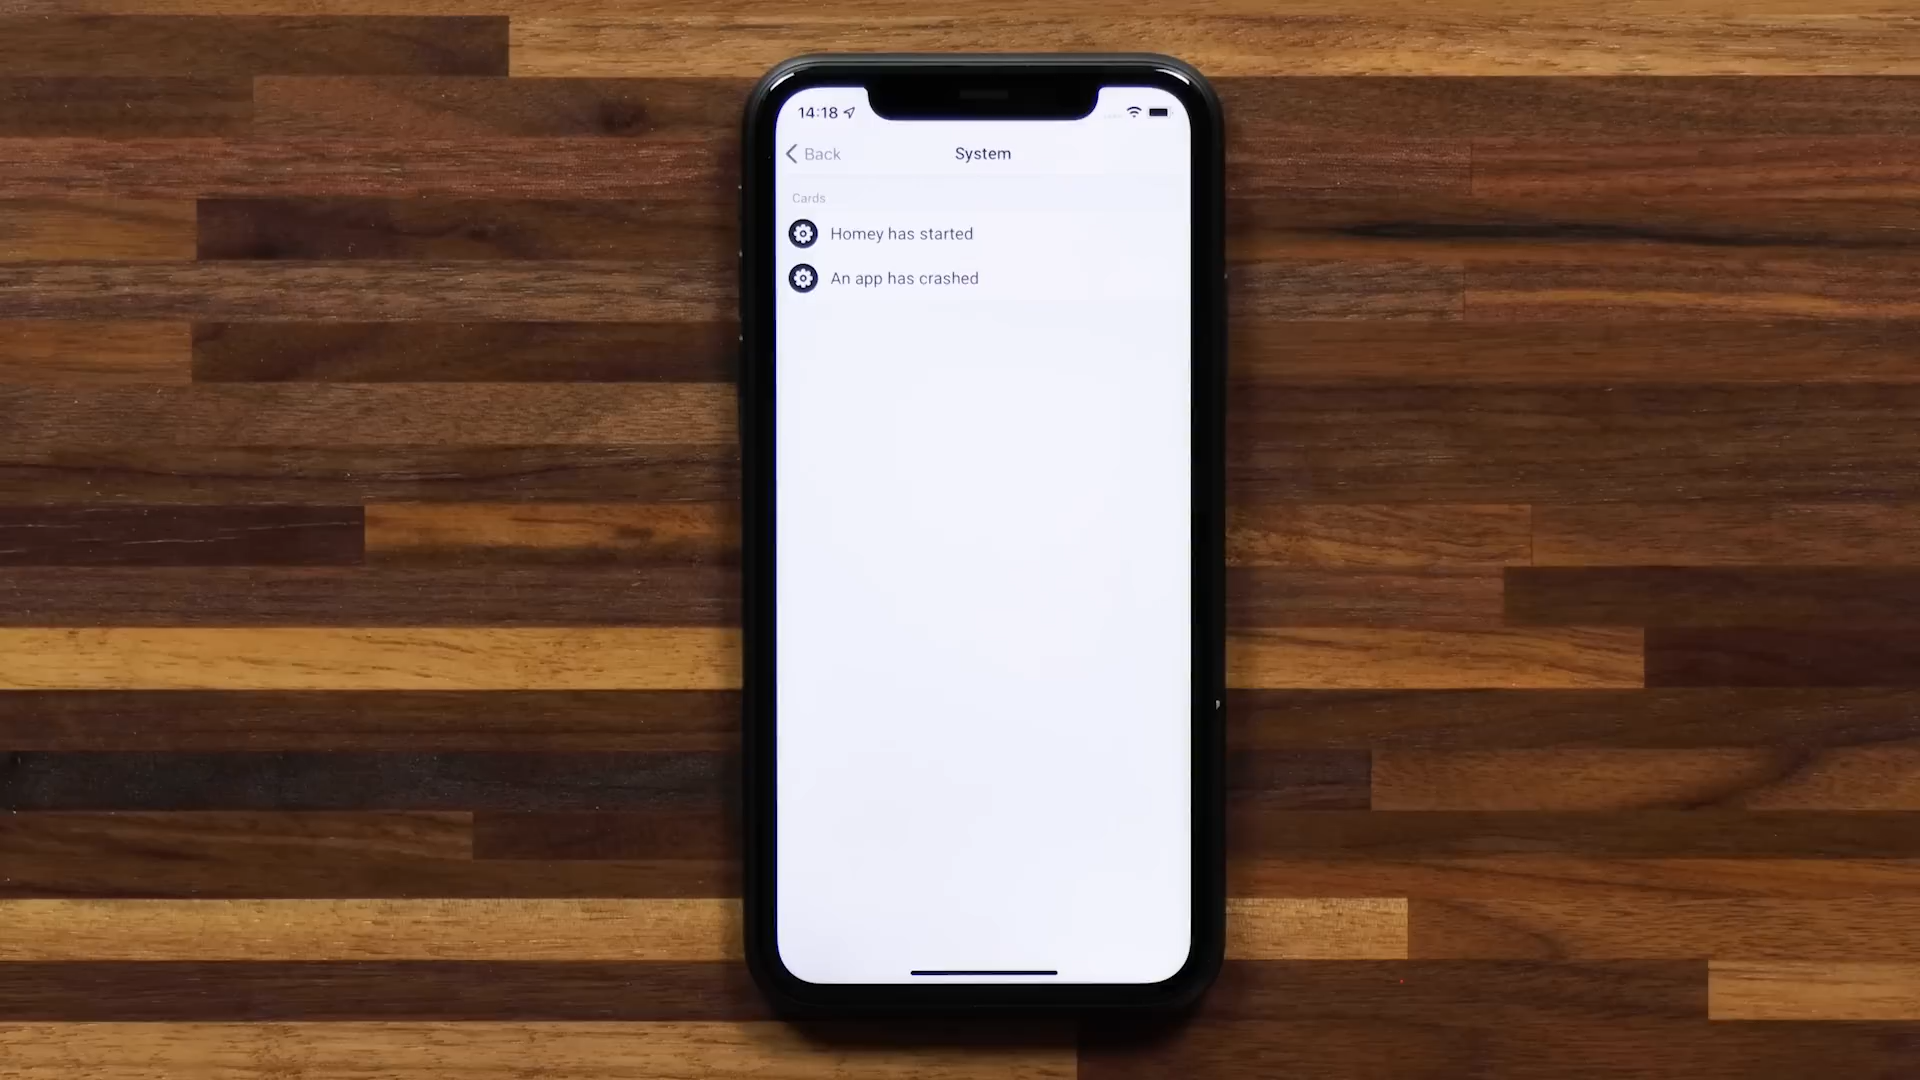 14:18
Back
System
Cards
Homey has started
An app has crashed